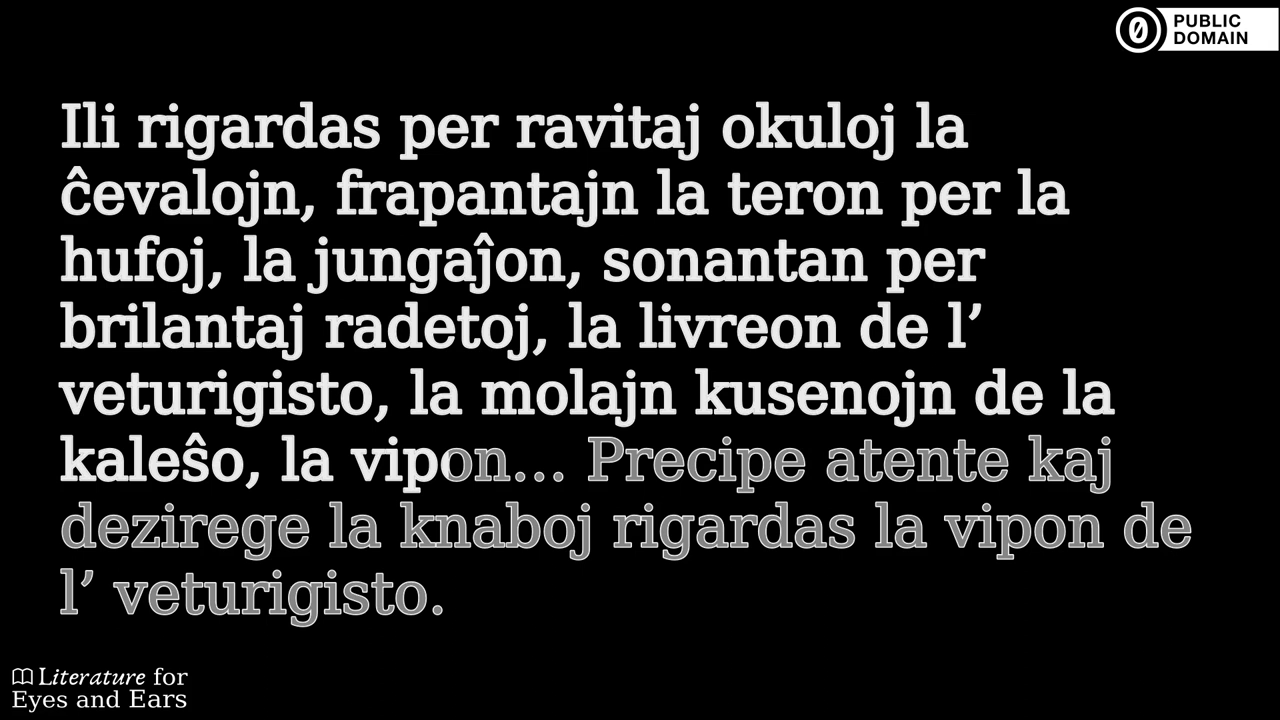 PUBLIC
DOMAIN
Ili rigardas per ravitaj okuloj la
ĉevalojn, frapantajn la teron per la
hufoj, la jungaĵon, sonantan per
brilantaj radetoj, la livreon de l’
veturigisto, la molajn kusenojn de la
kaleŝo, la vipon… Precipe atente kaj
dezirege la knaboj rigardas la vipon de
l’ veturigisto.
Literature for
Eyes and Ears